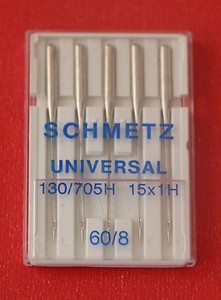 SCHMETZ
UNIVERSAL
130/705H 15x1H
60/8